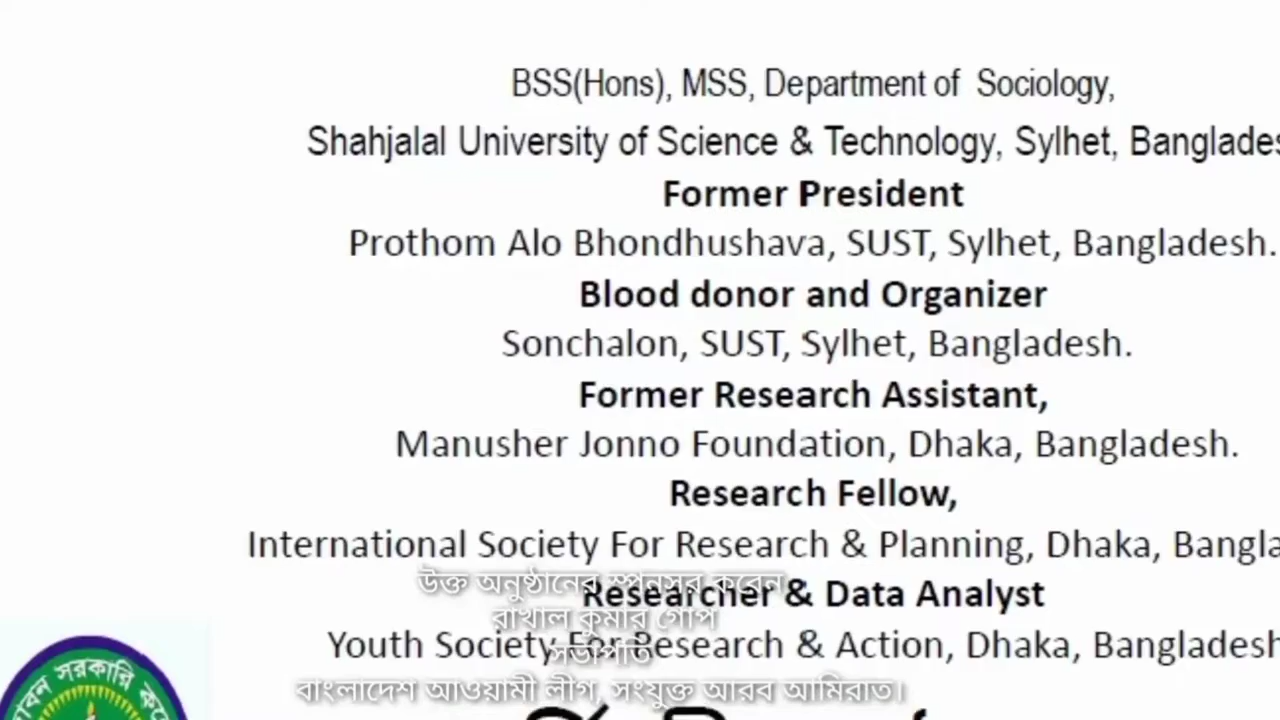 BSS(Hons), MSS, Department of Sociology,
Shahjalal University of Science & Technology, Sylhet, Banglades
Former President
Prothom Alo Bhondhushava, SUST, Sylhet, Bangladesh.
Blood donor and Organizer
Sonchalon, SUST, Sylhet, Bangladesh.
Former Research Assistant,
Manusher Jonno Foundation, Dhaka, Bangladesh.
Research Fellow,
International Society For Research & Planning, Dhaka, Bangla
উক্ত অনুষ্ঠানের স্পনসর করেন
Researcher & Data Analyst
রাখাল কুমার গোপ
Youth Society For Research & Action, Dhaka, Bangladesh
সভাপতি
বাংলাদেশ আওয়ামী লীগ, সংযুক্ত আরব আমিরাত।
সরকারি